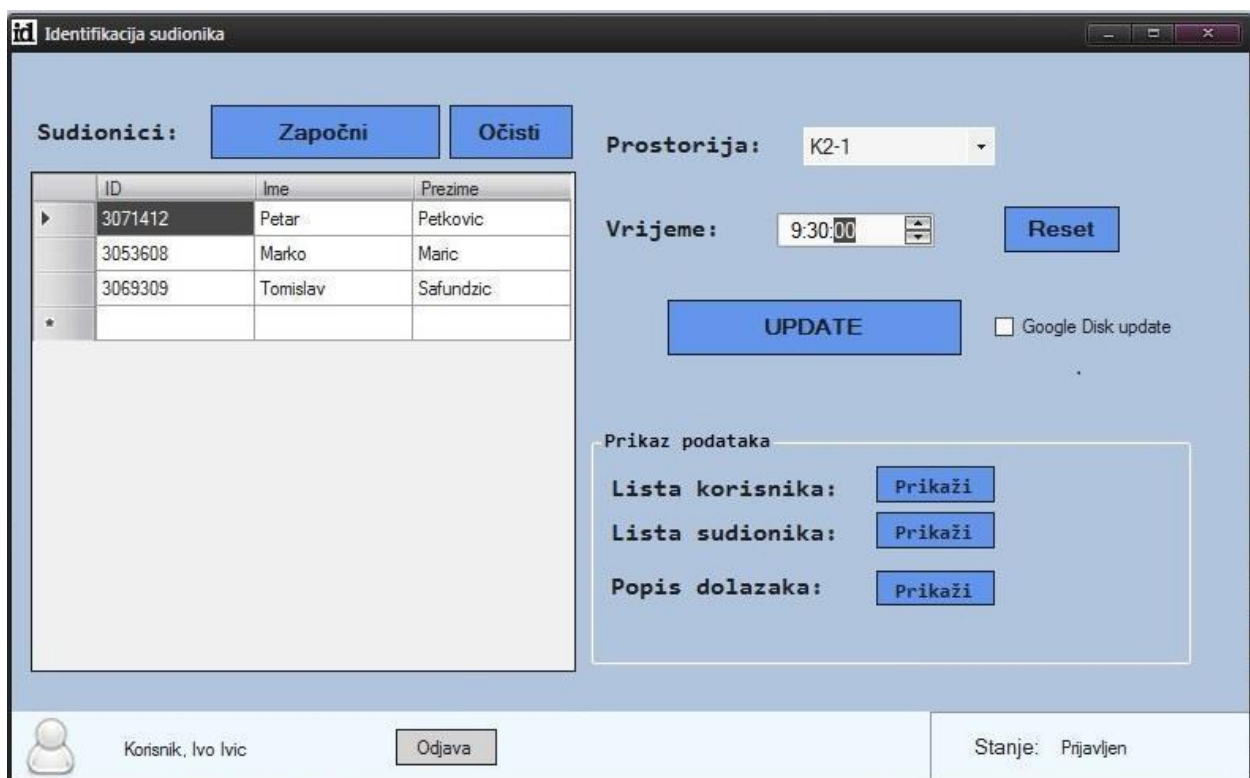 id Identifikacija sudionika
Sudionici: Započni Očisti
ID Ime Prezime
3071412 Petar Petkovic
3053608 Marko Maric
3069309 Tomislav Safundzic
*
Prostorija: K2-1
Vrijeme: 9:30:00 Reset
UPDATE Google Disk update
.
Prikaz podataka
Lista korisnika: Prikaži
Lista sudionika: Prikaži
Popis dolazaka: Prikaži
Korisnik, Ivo Ivic Odjava
Stanje: Prijavljen